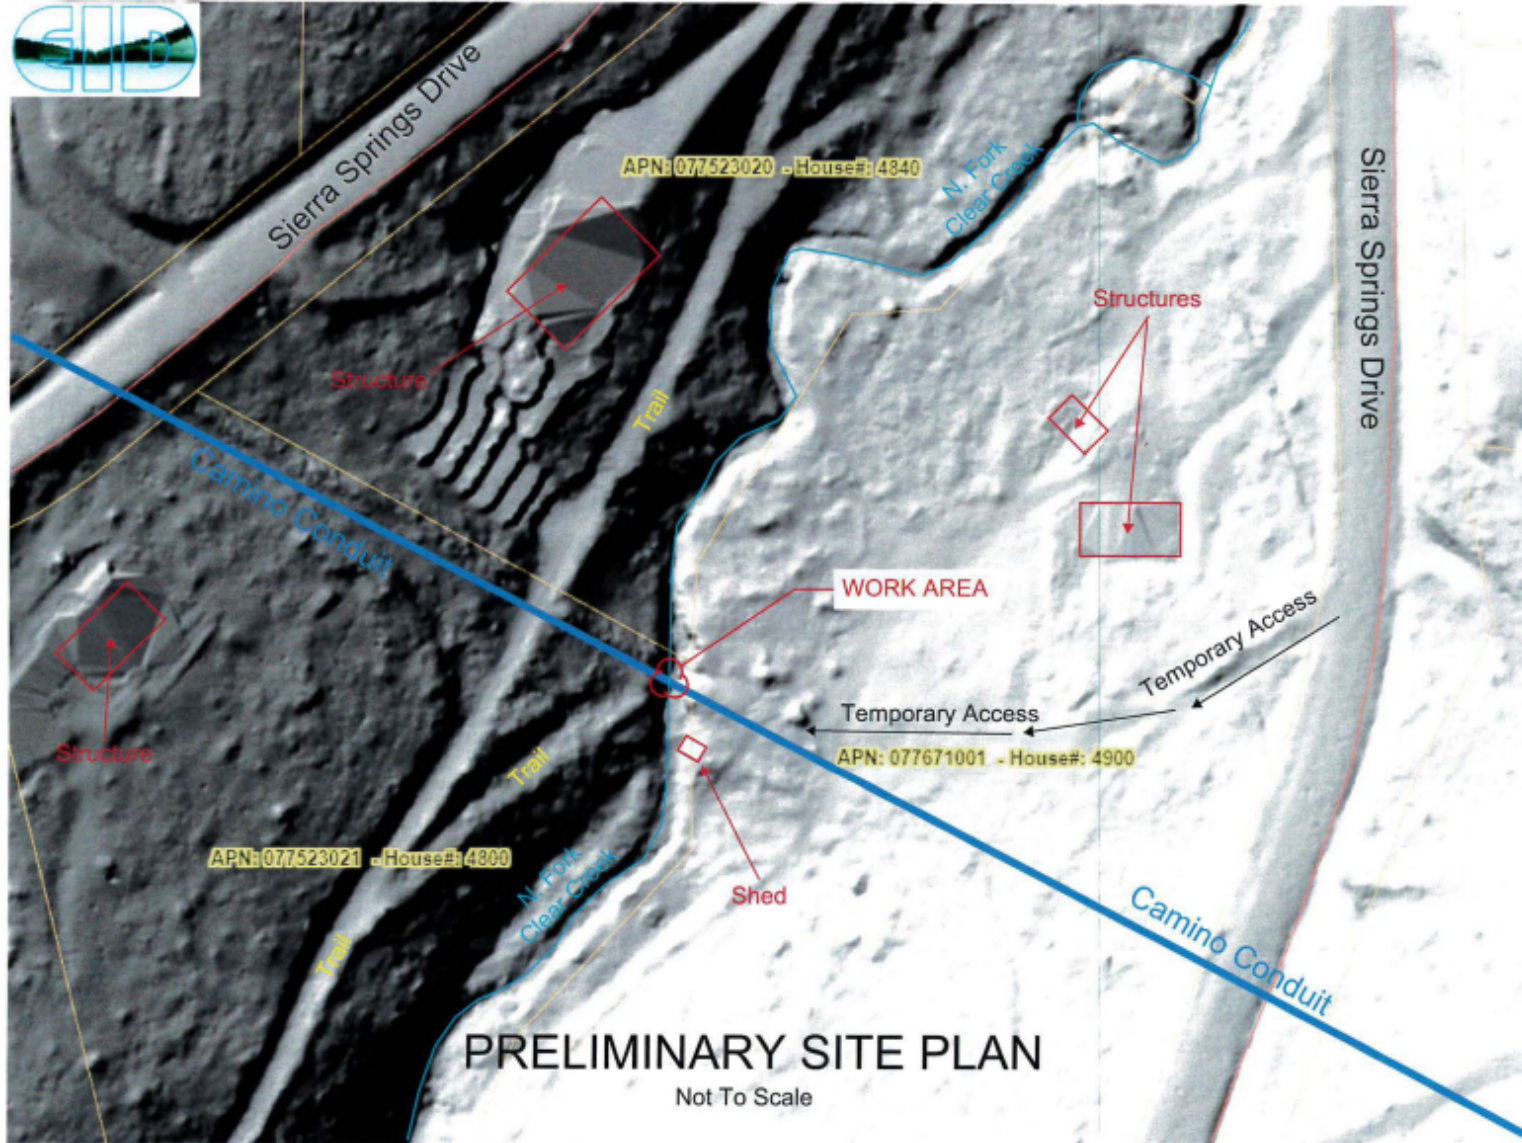 EID
Sierra Springs Drive
APN: 077523020 - House#: 4840
N. Fork
Clear Creek
Sierra Springs Drive
Structures
Structure
Trail
Camino Conduit
WORK AREA
Temporary Access
Temporary Access
APN: 077671001 - House#: 4900
Structure
Trail
APN: 077523021 - House#: 4800
N. Fork
Clear Creek
Shed
Trail
Camino Conduit
PRELIMINARY SITE PLAN
Not To Scale